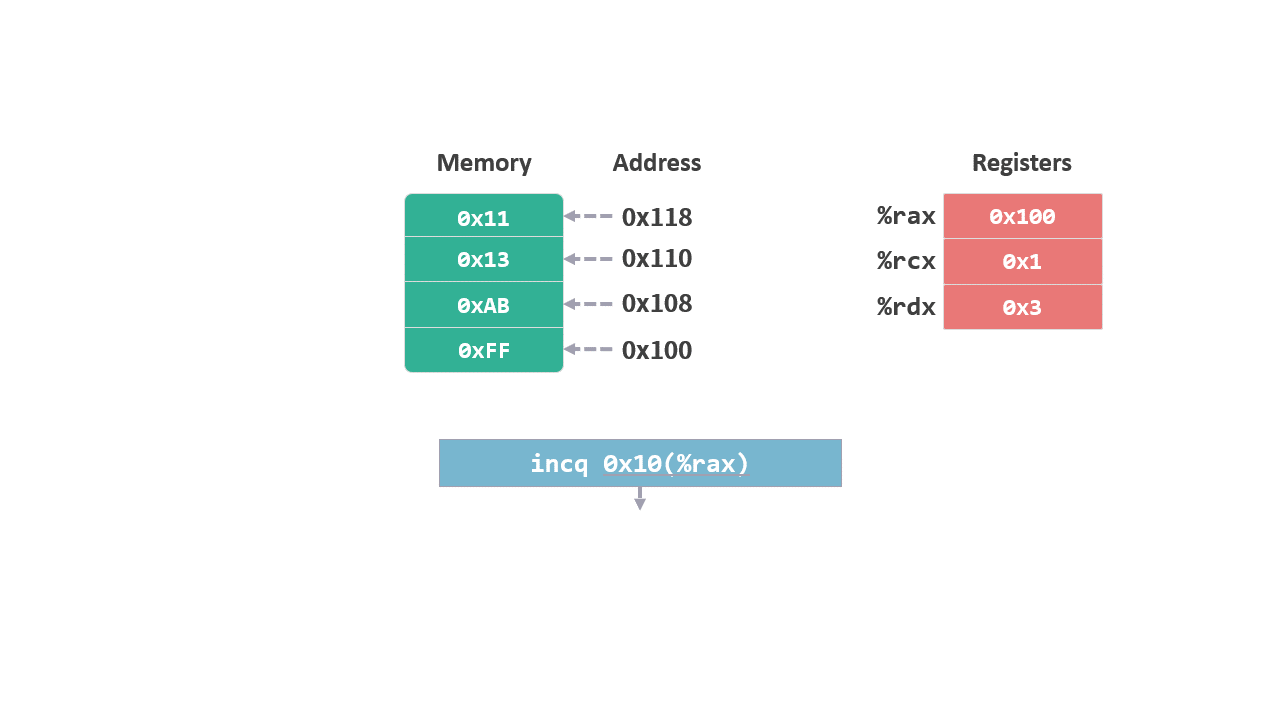 Memory Address Registers
0x11 0x118 %rax 0x100
0x13 0x110 %rcx 0x1
0xAB 0x108 %rdx 0x3
0xFF 0x100
incq 0x10(%rax)